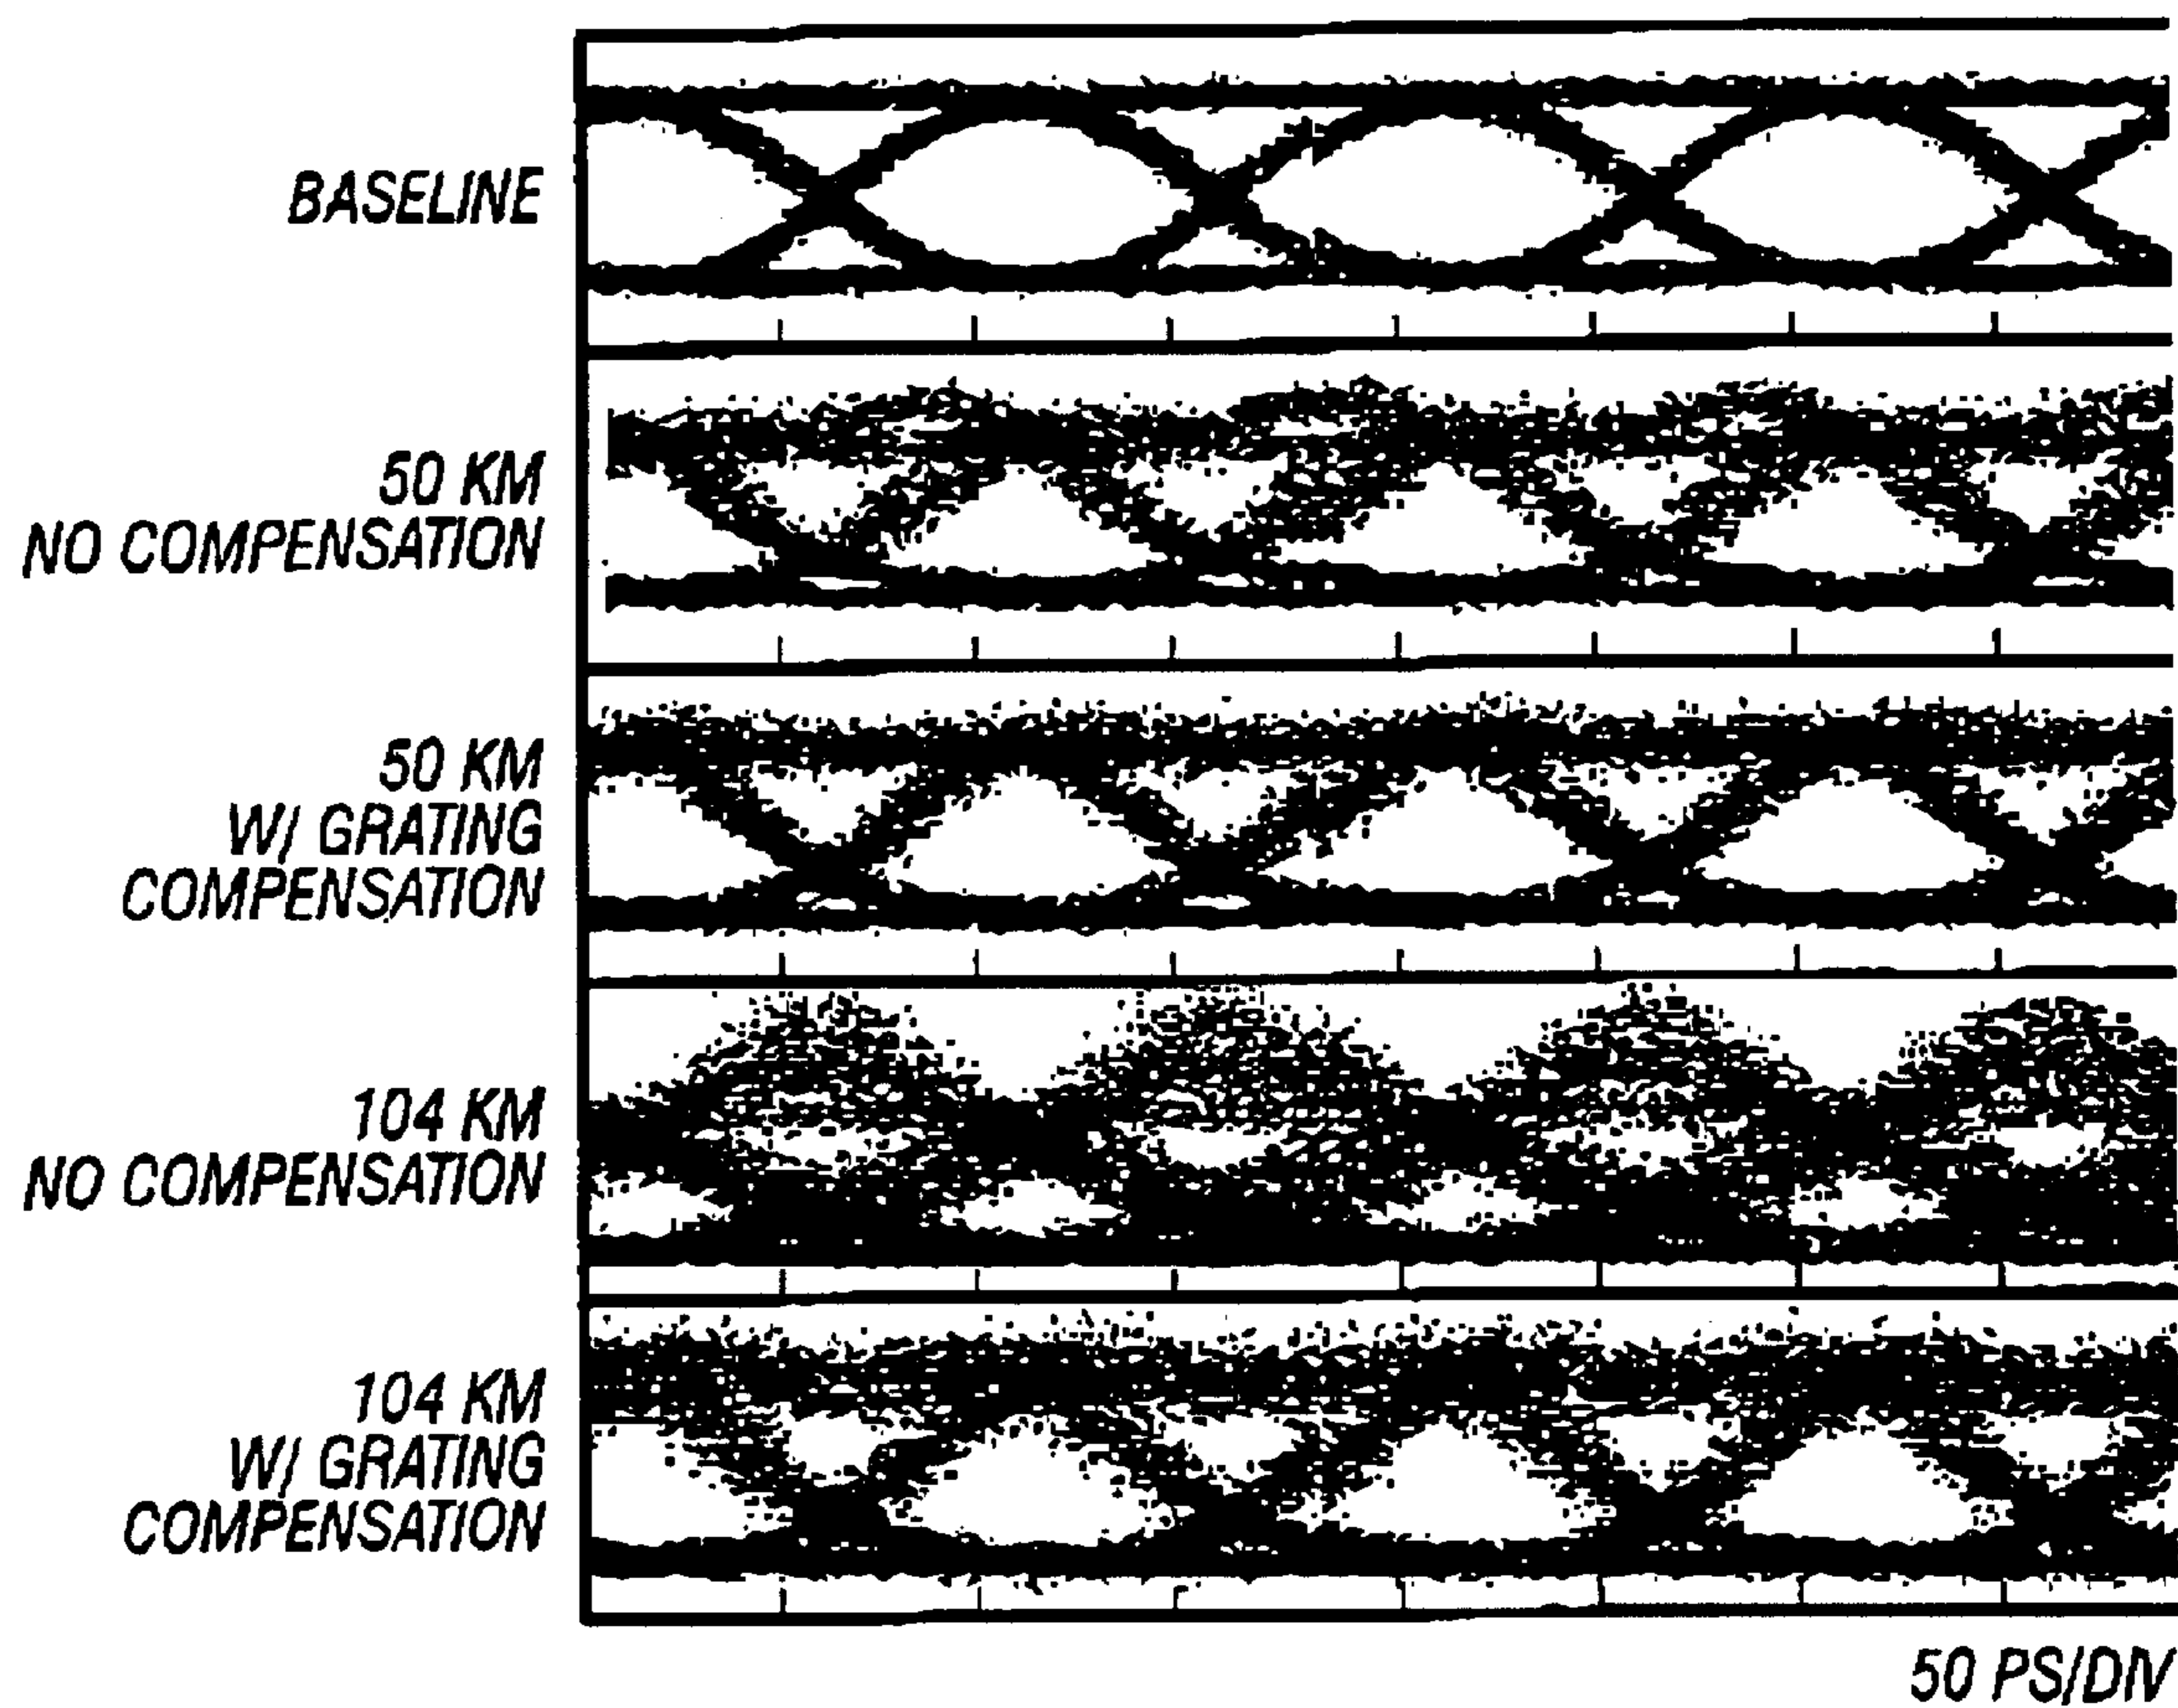 BASELINE
50 KM
NO COMPENSATION
50 KM
W/ GRATING
COMPENSATION
104 KM
NO COMPENSATION
104 KM
W/ GRATING
COMPENSATION
50 PS/DIV